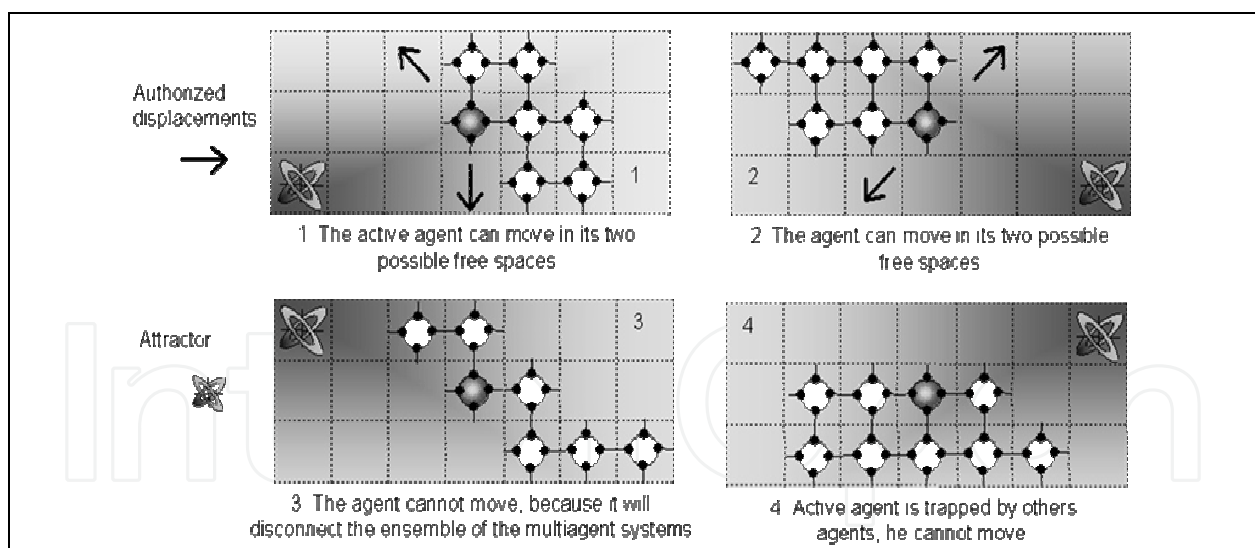 Authorized
displacements
1
2
1 The active agent can move in its two
possible free spaces
2 The agent can move in its two possible
free spaces
Attractor
3
4
3 The agent cannot move, because it will
disconnect the ensemble of the multiagent systems
4 Active agent is trapped by others
agents, he cannot move